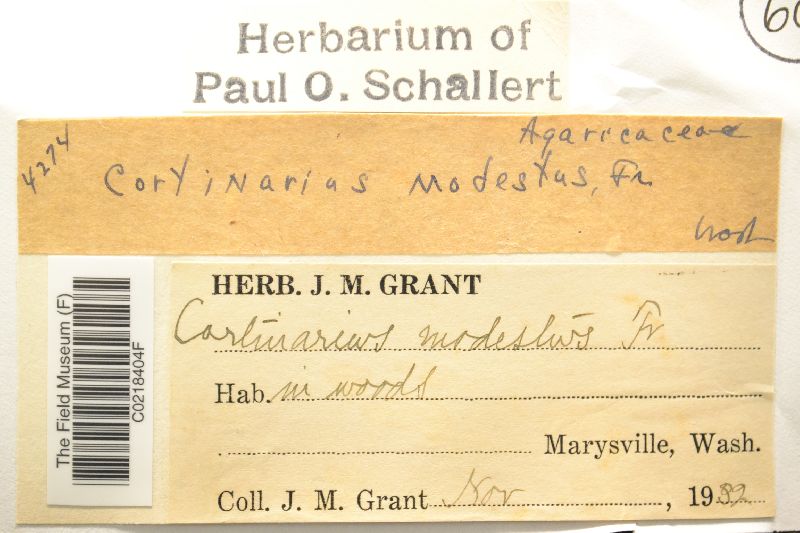 Herbarium of
Paul O. Schallert
4274
Agaricaceae
Cortinarius modestus, Fr
The Field Museum (F)
C0218404F
HERB. J. M. GRANT
Cortinarius modestus Fr
Hab. in woods
Marysville, Wash.
Coll. J. M. Grant Nov, 1932